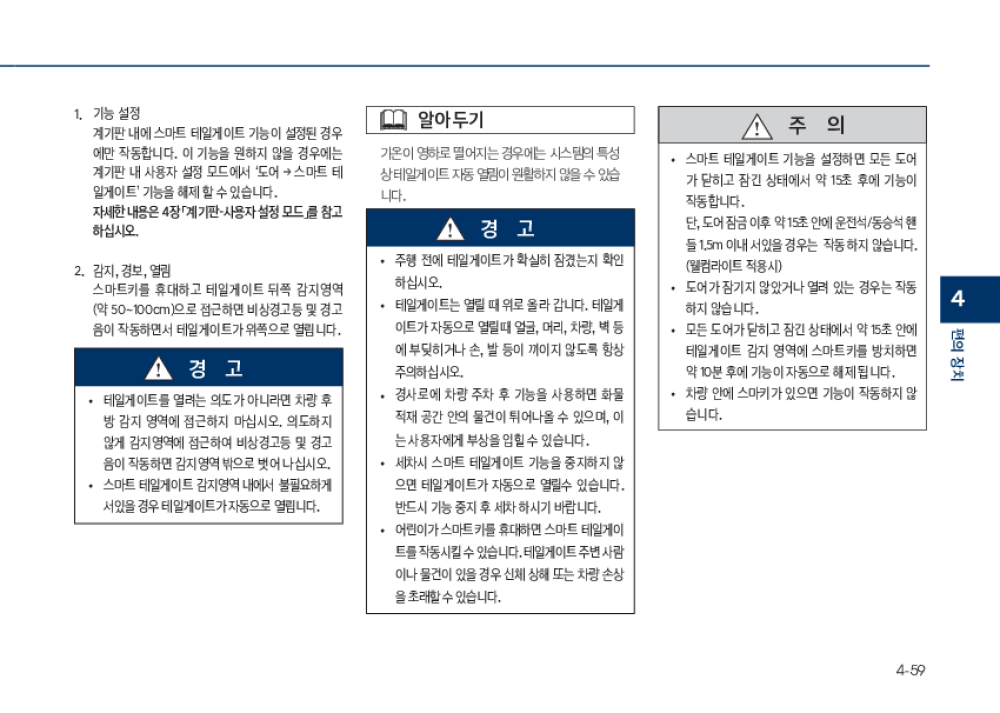 1. 기능 설정
계기판 내에 스마트 테일게이트 기능이 설정된 경우
에만 작동합니다. 이 기능을 원하지 않을 경우에는
계기판 내 사용자 설정 모드에서 ‘도어 → 스마트 테
일게이트’ 기능을 해제 할 수 있습니다.
자세한 내용은 4장 「계기판-사용자 설정 모드」를 참고
하십시오.
2. 감지, 경보, 열림
스마트키를 휴대하고 테일게이트 뒤쪽 감지영역
(약 50~100cm)으로 접근하면 비상경고등 및 경고
음이 작동하면서 테일게이트가 위쪽으로 열립니다.
경 고
• 테일게이트를 열려는 의도가 아니라면 차량 후
방 감지 영역에 접근하지 마십시오. 의도하지
않게 감지영역에 접근하여 비상경고등 및 경고
음이 작동하면 감지영역 밖으로 벗어 나십시오.
• 스마트 테일게이트 감지영역 내에서 불필요하게
서있을 경우 테일게이트가 자동으로 열립니다.
알아두기
기온이 영하로 떨어지는 경우에는 시스템의 특성
상 테일게이트 자동 열림이 원활하지 않을 수 있습
니다.
경 고
• 주행 전에 테일게이트가 확실히 잠겼는지 확인
하십시오.
• 테일게이트는 열릴 때 위로 올라 갑니다. 테일게
이트가 자동으로 열릴 때 얼굴, 머리, 차량, 벽 등
에 부딪히거나 손, 발 등이 끼이지 않도록 항상
주의하십시오.
• 경사로에 차량 주차 후 기능을 사용하면 화물
적재 공간 안의 물건이 튀어나올 수 있으며, 이
는 사용자에게 부상을 입힐 수 있습니다.
• 세차시 스마트 테일게이트 기능을 중지하지 않
으면 테일게이트가 자동으로 열릴수 있습니다.
반드시 기능 중지 후 세차 하시기 바랍니다.
• 어린이가 스마트키를 휴대하면 스마트 테일게이
트를 작동시킬 수 있습니다. 테일게이트 주변 사람
이나 물건이 있을 경우 신체 상해 또는 차량 손상
을 초래할 수 있습니다.
주 의
• 스마트 테일게이트 기능을 설정하면 모든 도어
가 닫히고 잠긴 상태에서 약 15초 후에 기능이
작동합니다.
단, 도어 잠금 이후 약 15초 안에 운전석/동승석 핸
들 1.5m 이내 서있을 경우는 작동 하지 않습니다.
(웰컴라이트 적용시)
• 도어가 잠기지 않았거나 열려 있는 경우는 작동
하지 않습니다.
• 모든 도어가 닫히고 잠긴 상태에서 약 15초 안에
테일게이트 감지 영역에 스마트키를 방치하면
약 10분 후에 기능이 자동으로 해제 됩니다.
• 차량 안에 스마키가 있으면 기능이 작동하지 않
습니다.
4
편의 장치
4-59